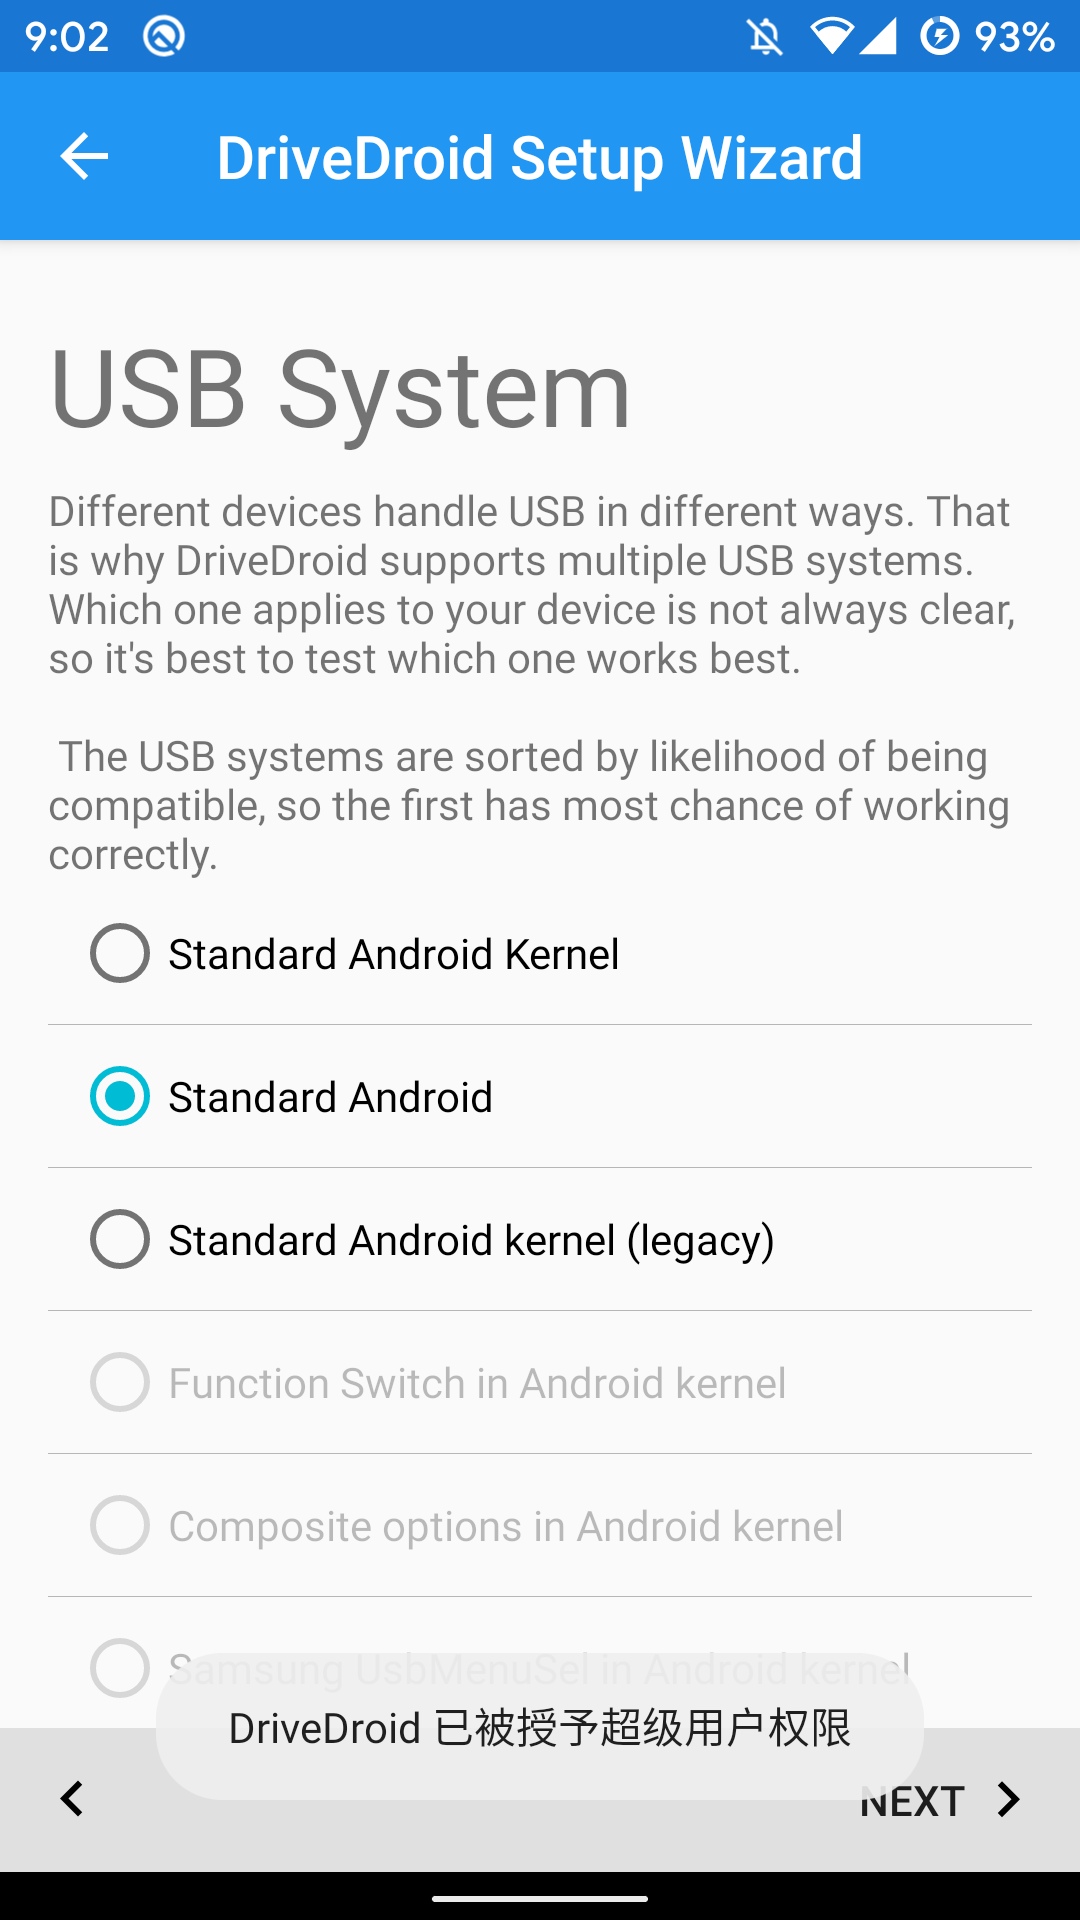 9:02
93%
DriveDroid Setup Wizard
USB System
Different devices handle USB in different ways. That
is why DriveDroid supports multiple USB systems.
Which one applies to your device is not always clear,
so it's best to test which one works best.
The USB systems are sorted by likelihood of being
compatible, so the first has most chance of working
correctly.
Standard Android Kernel
Standard Android
Standard Android kernel (legacy)
Function Switch in Android kernel
Composite options in Android kernel
Samsung UsbMenuSel in Android kernel
DriveDroid 已被授予超级用户权限
NEXT